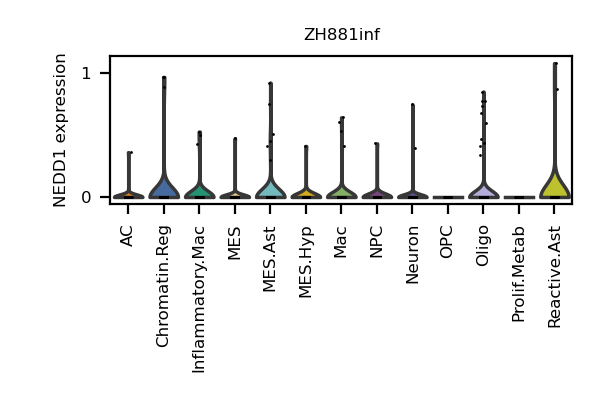 ZH881inf
NEDD1 expression
1
0
AC
Chromatin.Reg
Inflammatory.Mac
MES
MES.Ast
MES.Hyp
Mac
NPC
Neuron
OPC
Oligo
Prolif.Metab
Reactive.Ast